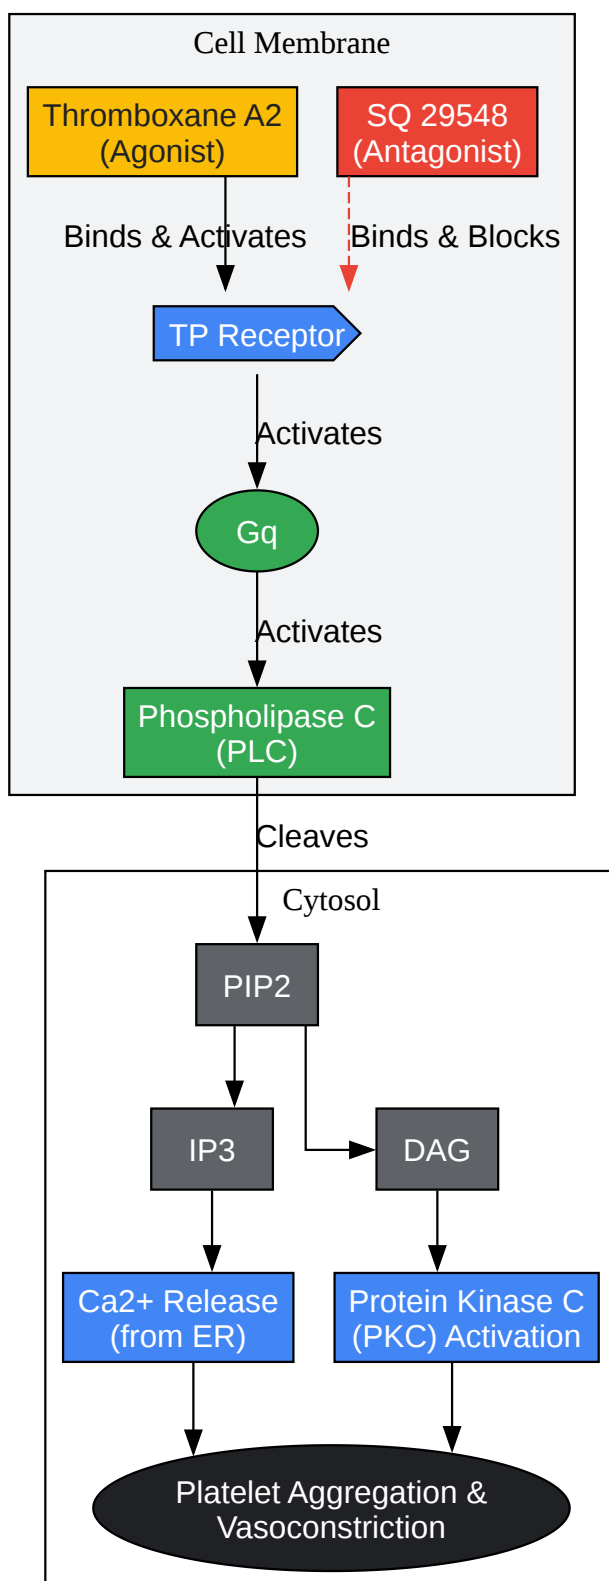 Cell Membrane
Thromboxane A2
(Agonist)
SQ 29548
(Antagonist)
Binds & Activates
Binds & Blocks
TP Receptor
Activates
Gq
Activates
Phospholipase C
(PLC)
Cleaves
Cytosol
PIP2
IP3
DAG
Ca2+ Release
(from ER)
Protein Kinase C
(PKC) Activation
Platelet Aggregation &
Vasoconstriction